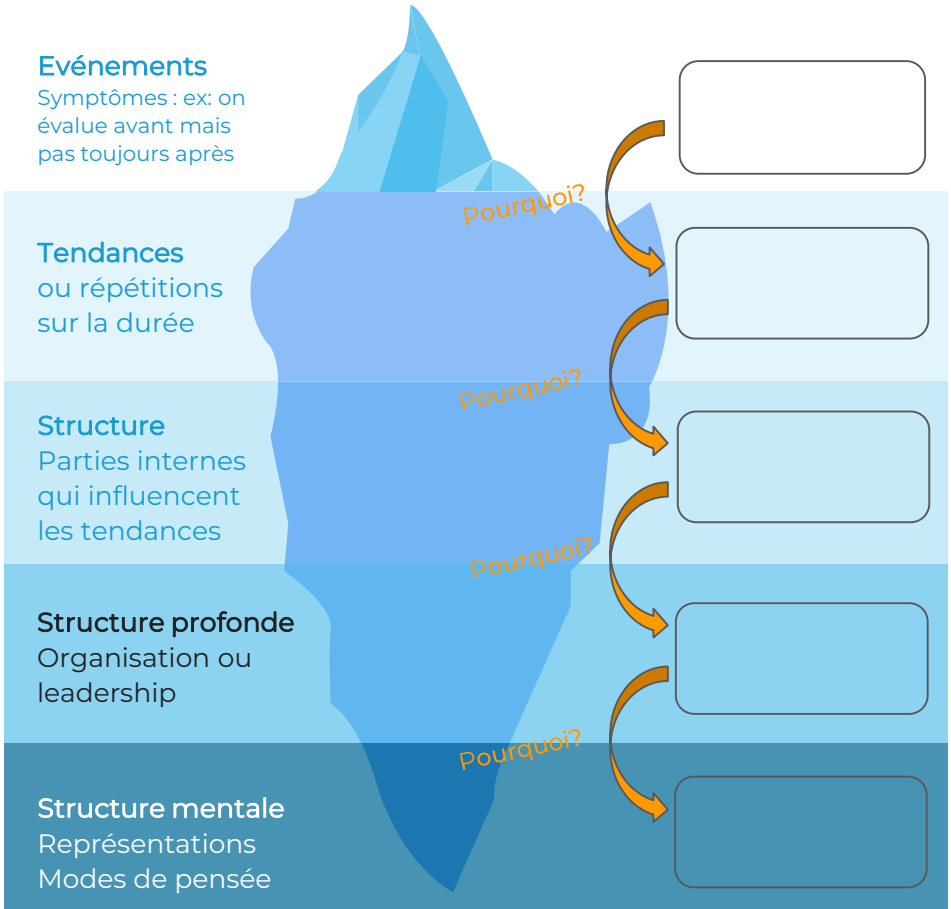 Evénements
Symptômes : ex: on
évalue avant mais
pas toujours après
Pourquoi?
Tendances
ou répétitions
sur la durée
Pourquoi?
Structure
Parties internes
qui influencent
les tendances
Pourquoi?
Structure profonde
Organisation ou
leadership
Pourquoi?
Structure mentale
Représentations
Modes de pensée